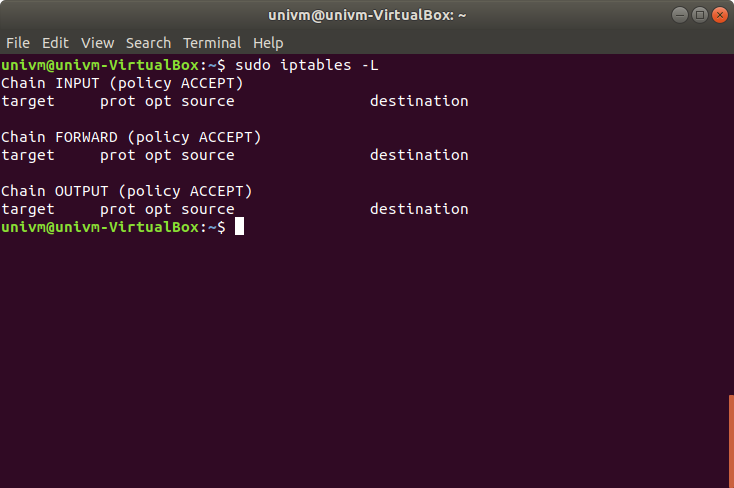 univm@univm-VirtualBox: ~
File Edit View Search Terminal Help
univm@univm-VirtualBox:~$ sudo iptables -L
Chain INPUT (policy ACCEPT)
target     prot opt source               destination

Chain FORWARD (policy ACCEPT)
target     prot opt source               destination

Chain OUTPUT (policy ACCEPT)
target     prot opt source               destination
univm@univm-VirtualBox:~$